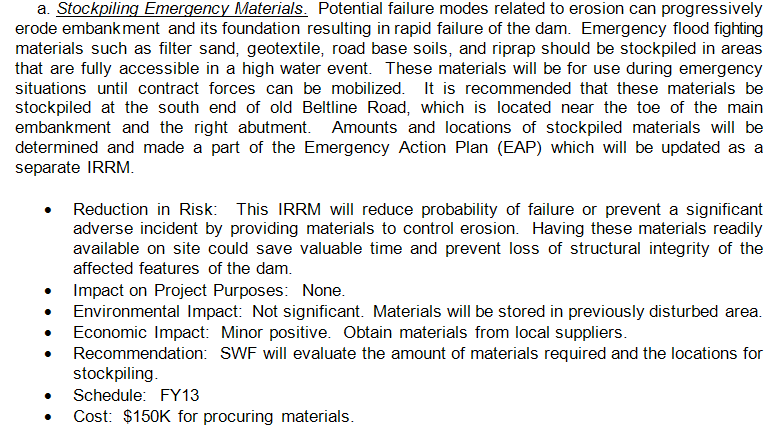 a. Stockpiling Emergency Materials. Potential failure modes related to erosion can progressively
erode embankment and its foundation resulting in rapid failure of the dam. Emergency flood fighting
materials such as filter sand, geotextile, road base soils, and riprap should be stockpiled in areas
that are fully accessible in a high water event. These materials will be for use during emergency
situations until contract forces can be mobilized. It is recommended that these materials be
stockpiled at the south end of old Beltline Road, which is located near the toe of the main
embankment and the right abutment. Amounts and locations of stockpiled materials will be
determined and made a part of the Emergency Action Plan (EAP) which will be updated as a
separate IRRM.
• Reduction in Risk: This IRRM will reduce probability of failure or prevent a significant
adverse incident by providing materials to control erosion. Having these materials readily
available on site could save valuable time and prevent loss of structural integrity of the
affected features of the dam.
• Impact on Project Purposes: None.
• Environmental Impact: Not significant. Materials will be stored in previously disturbed area.
• Economic Impact: Minor positive. Obtain materials from local suppliers.
• Recommendation: SWF will evaluate the amount of materials required and the locations for
stockpiling.
• Schedule: FY13
• Cost: $150K for procuring materials.